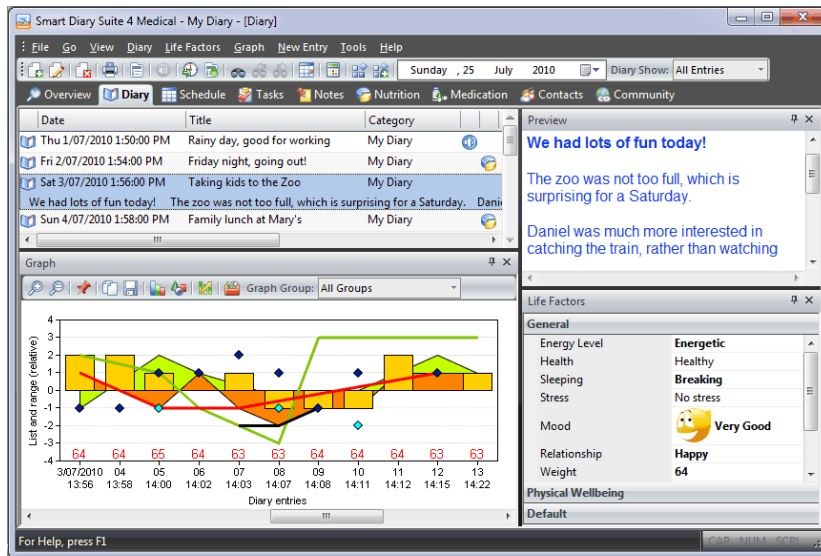 Smart Diary Suite 4 Medical - My Diary - [Diary]
File Go View Diary Life Factors Graph New Entry Tools Help
Sunday , 25 July 2010 Diary Show: All Entries
Overview Diary Schedule Tasks Notes Nutrition Medication Contacts Community
Date Title Category
Thu 1/07/2010 1:50:00 PM Rainy day, good for working My Diary
Fri 2/07/2010 1:54:00 PM Friday night, going out! My Diary
Sat 3/07/2010 1:56:00 PM Taking kids to the Zoo My Diary
We had lots of fun today! The zoo was not too full, which is surprising for a Saturday. Danie
Sun 4/07/2010 1:58:00 PM Family lunch at Mary's My Diary
Preview
We had lots of fun today!
The zoo was not too full, which is
surprising for a Saturday.
Daniel was much more interested in
catching the train, rather than watching
Graph
Graph Group: All Groups
List and range (relative)
4
3
2
1
0
-1
-2
-3
-4
64 64 65 64 63 63 64 64 64 63 63
3/07/2010 04 05 06 07 08 09 10 11 12 13
13:56 13:58 14:00 14:02 14:03 14:07 14:08 14:11 14:12 14:15 14:22
Diary entries
Life Factors
General
Energy Level Energetic
Health Healthy
Sleeping Breaking
Stress No stress
Mood Very Good
Relationship Happy
Weight 64
Physical Wellbeing
Default
For Help, press F1
CAP NUM SCRL